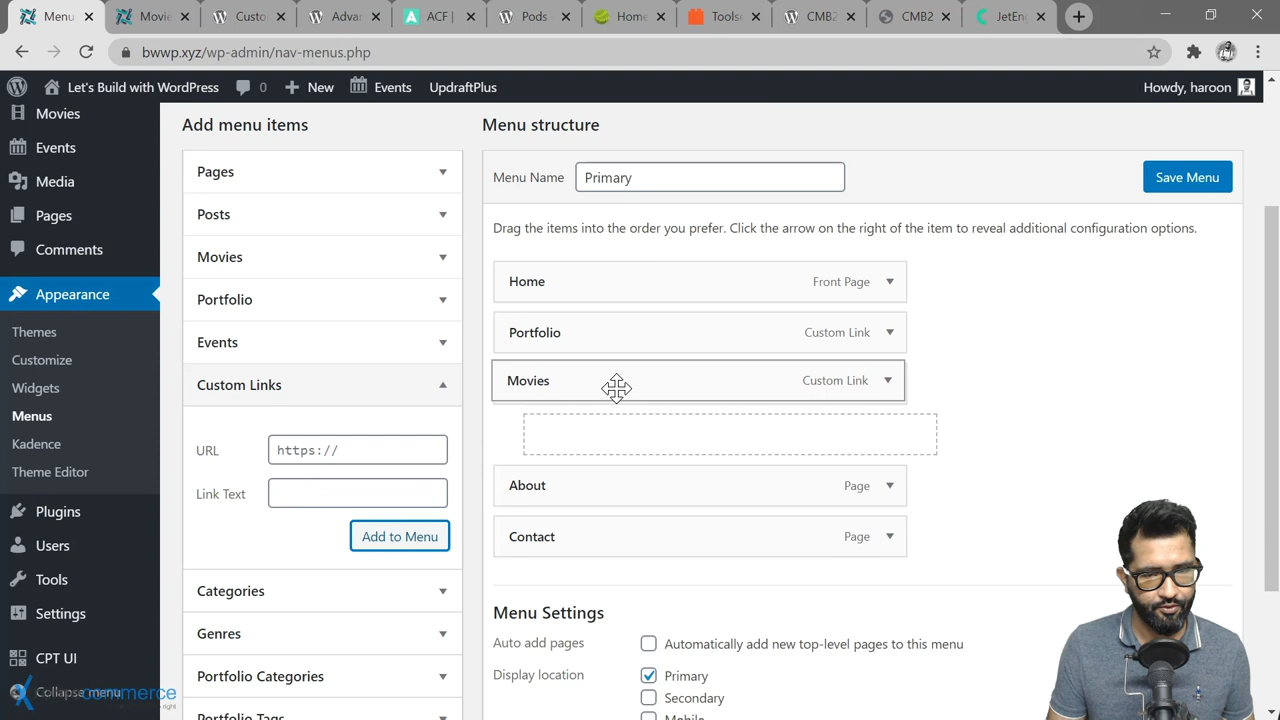 Menu
Movie
Custo
Advar
ACF |
Pods -
Home
Toolse
CMB2
CMB2
JetEng
bwwp.xyz/wp-admin/nav-menus.php
Let's Build with WordPress
0
New
Events
UpdraftPlus
Howdy, haroon
Movies
Events
Media
Pages
Comments
Appearance
Themes
Customize
Widgets
Menus
Kadence
Theme Editor
Plugins
Users
Tools
Settings
CPT UI
Collapse menu
Add menu items
Pages
Posts
Movies
Portfolio
Events
Custom Links
URL
https://
Link Text
Add to Menu
Categories
Genres
Portfolio Categories
Portfolio Tags
Menu structure
Menu Name
Primary
Save Menu
Drag the items into the order you prefer. Click the arrow on the right of the item to reveal additional configuration options.
Home Front Page
Portfolio Custom Link
Movies Custom Link
About Page
Contact Page
Menu Settings
Auto add pages
Automatically add new top-level pages to this menu
Display location
Primary
Secondary
Mobile